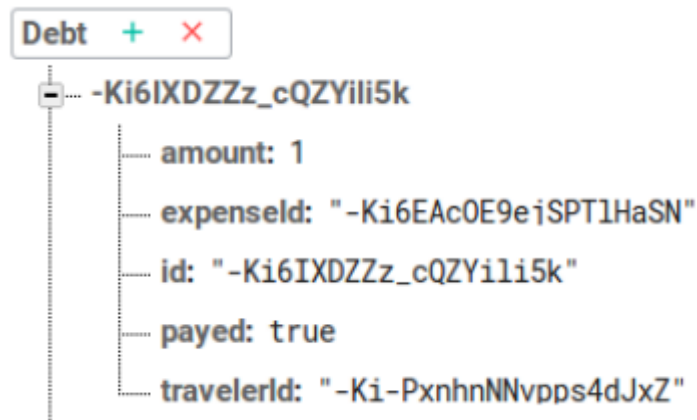 Debt + ×
-Ki6IXDZZz_cQZYili5k
amount: 1
expenseId: "-Ki6EAcOE9ejSPTlHaSN"
id: "-Ki6IXDZZz_cQZYili5k"
payed: true
travelerId: "-Ki-PxnhnNNvpps4dJxZ"